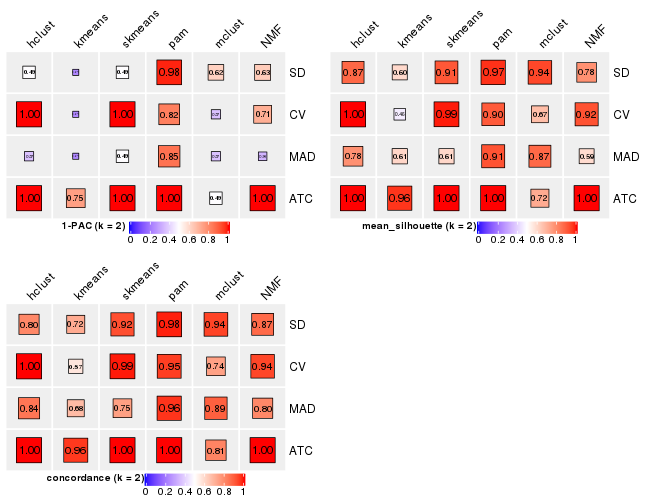 hclust kmeans skmeans pam mclust NMF
0.49 0.49 0.98 0.62 0.63 SD
1.00 1.00 0.82 0.71 CV
0.49 0.85 MAD
1.00 0.75 1.00 1.00 0.49 1.00 ATC
1-PAC (k = 2)
0 0.2 0.4 0.6 0.8 1
hclust kmeans skmeans pam mclust NMF
0.87 0.60 0.91 0.97 0.94 0.78 SD
1.00 0.99 0.90 0.67 0.92 CV
0.78 0.61 0.61 0.91 0.87 0.59 MAD
1.00 0.96 1.00 1.00 0.72 1.00 ATC
mean_silhouette (k = 2)
0 0.2 0.4 0.6 0.8 1
hclust kmeans skmeans pam mclust NMF
0.80 0.72 0.92 0.98 0.94 0.87 SD
1.00 0.57 0.99 0.95 0.74 0.94 CV
0.84 0.68 0.75 0.96 0.89 0.80 MAD
1.00 0.96 1.00 1.00 0.81 1.00 ATC
concordance (k = 2)
0 0.2 0.4 0.6 0.8 1